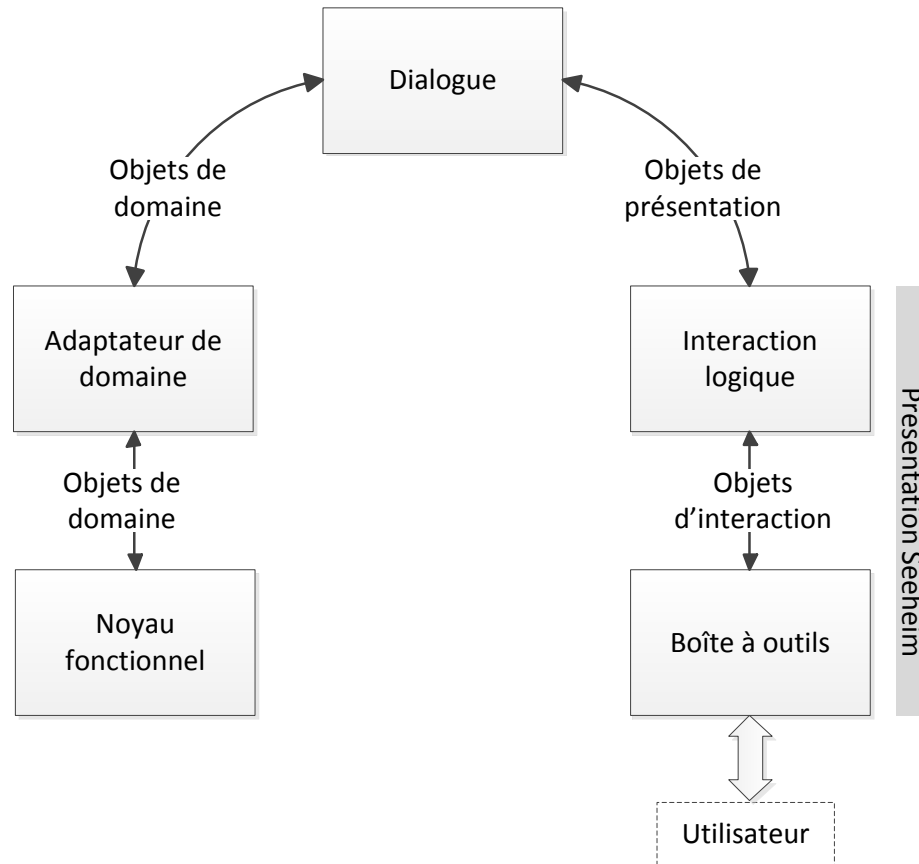 Dialogue
Objets de
domaine
Objets de
présentation
Adaptateur de
domaine
Interaction
logique
Objets de
domaine
Objets
d’interaction
Noyau
fonctionnel
Boîte à outils
Utilisateur
Présentation Seeheim